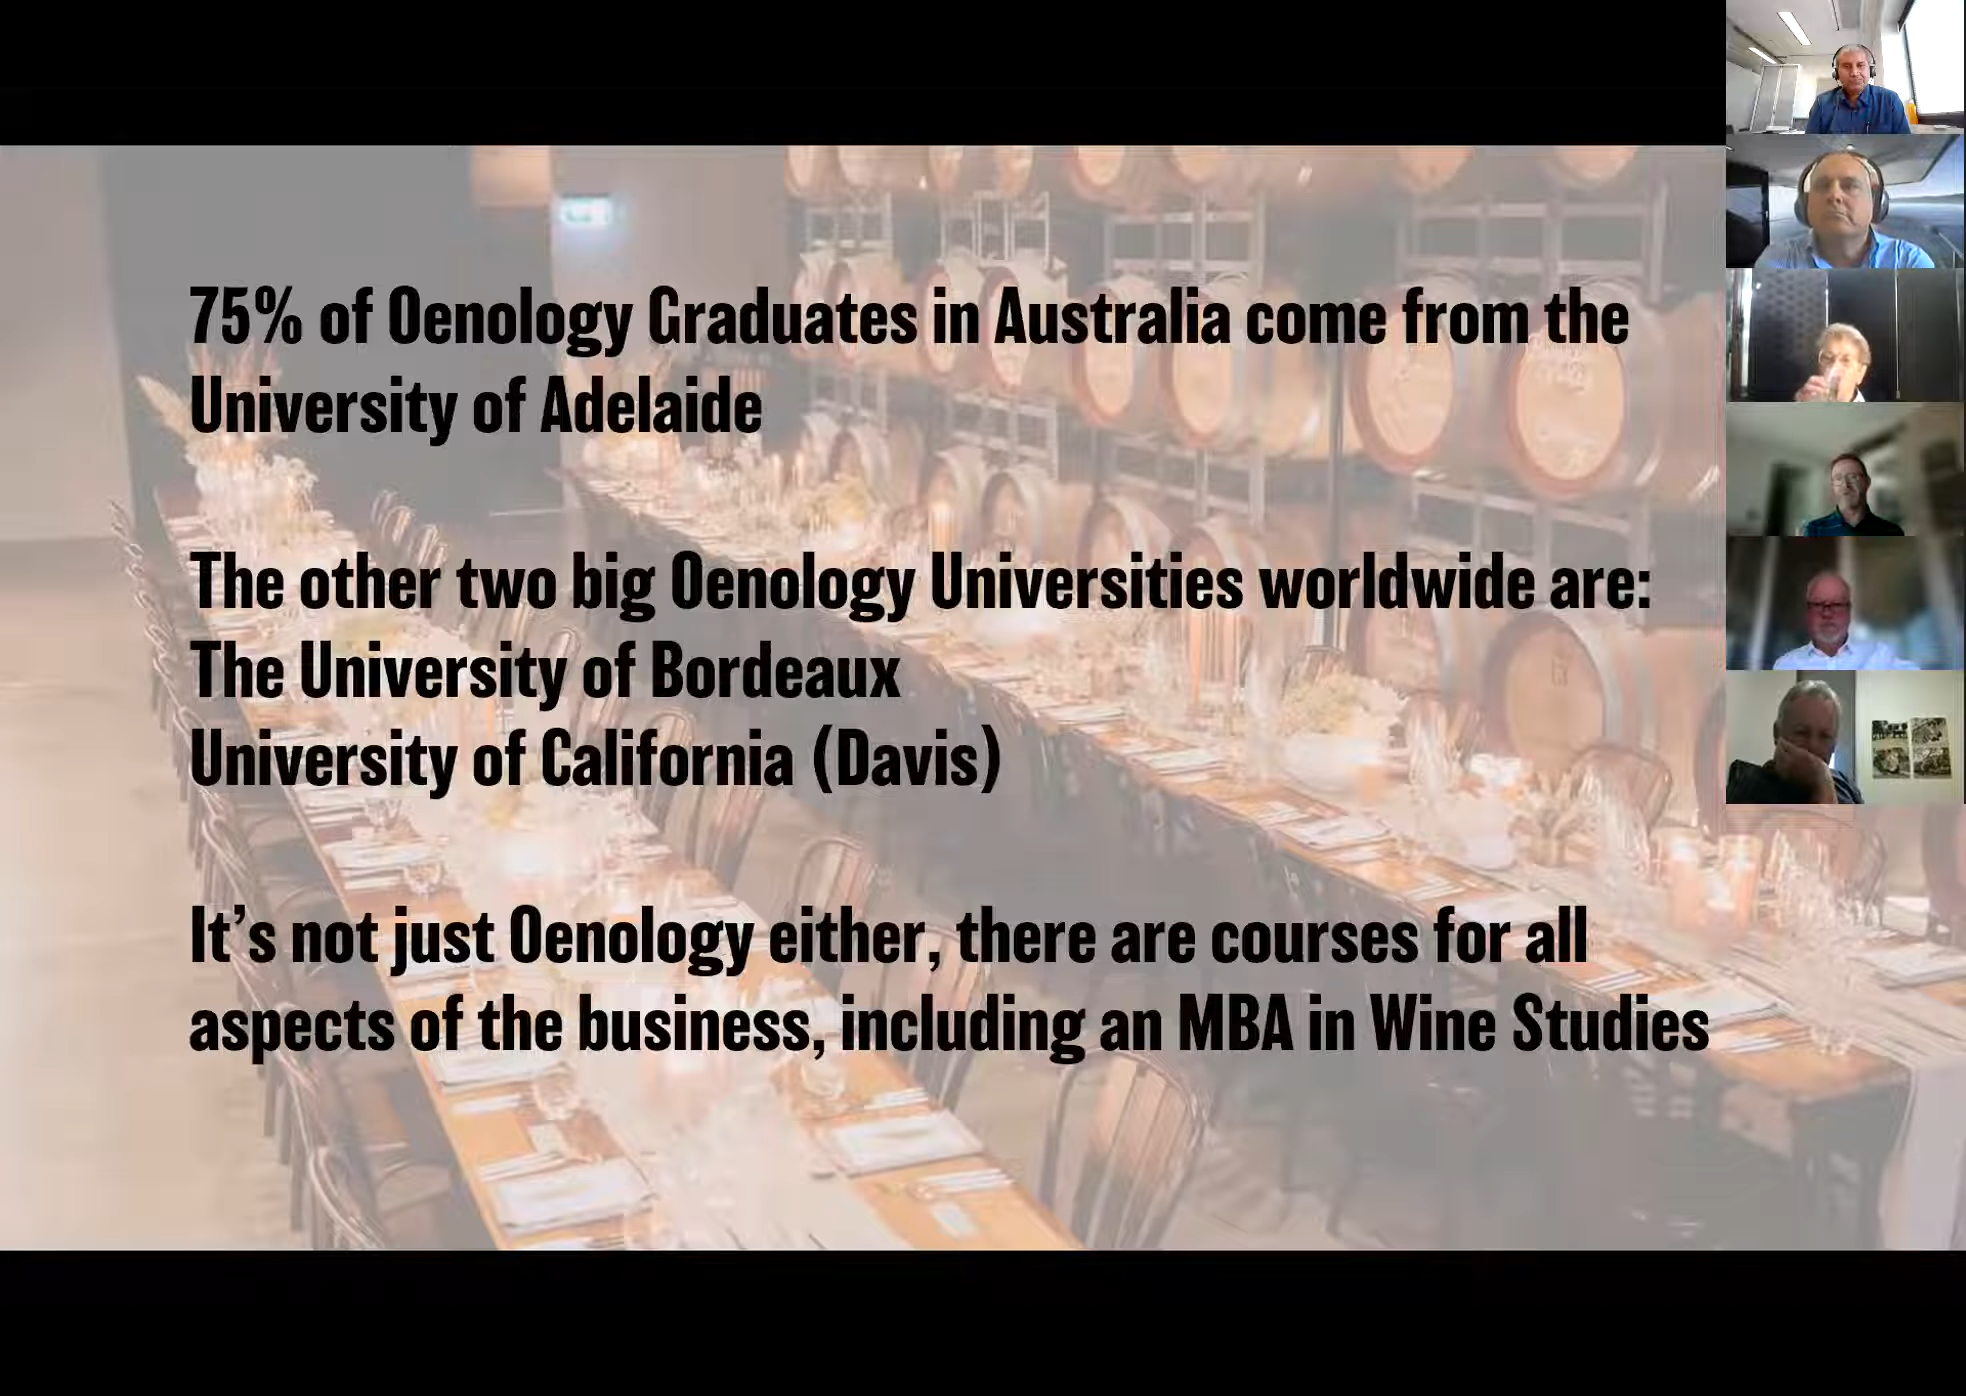 75% of Oenology Graduates in Australia come from the
University of Adelaide
The other two big Oenology Universities worldwide are:
The University of Bordeaux
University of California (Davis)
It’s not just Oenology either, there are courses for all
aspects of the business, including an MBA in Wine Studies